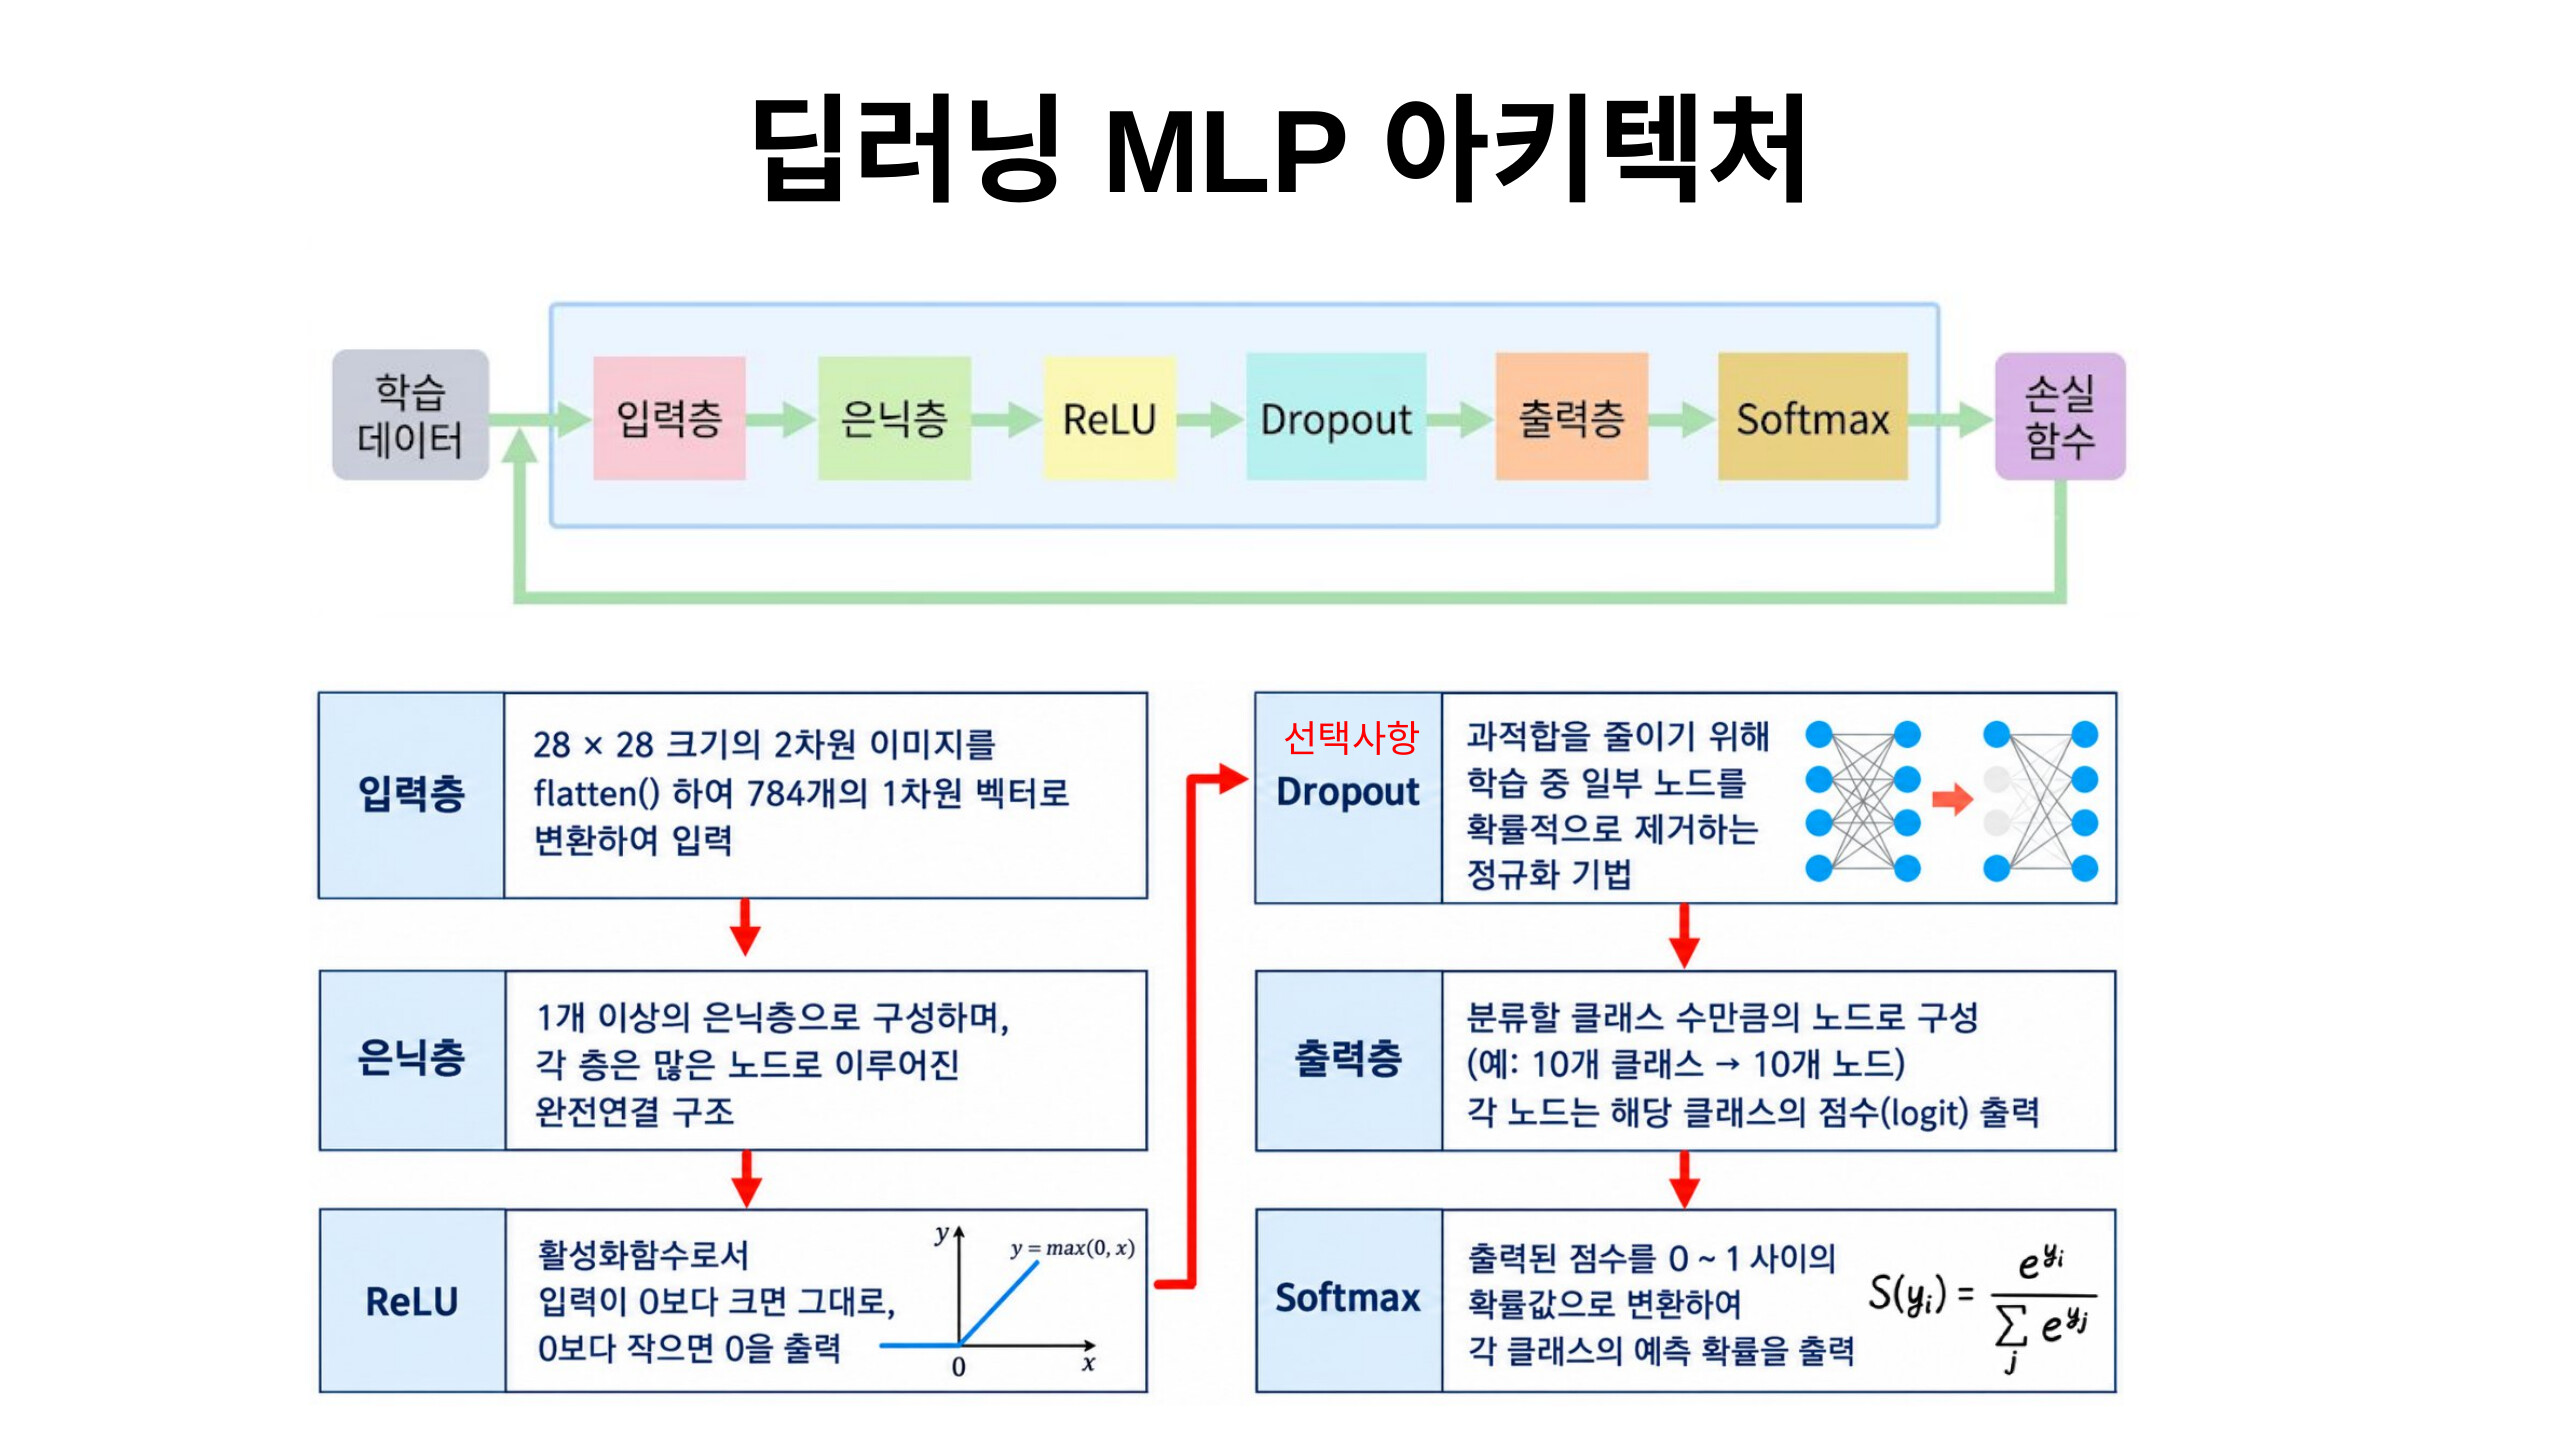 딥러닝 MLP 아키텍처
학습
데이터
입력층
은닉층
ReLU
Dropout
출력층
Softmax
손실
함수
입력층
28 × 28 크기의 2차원 이미지를
flatten() 하여 784개의 1차원 벡터로
변환하여 입력
은닉층
1개 이상의 은닉층으로 구성하며,
각 층은 많은 노드로 이루어진
완전연결 구조
ReLU
활성화함수로서
입력이 0보다 크면 그대로,
0보다 작으면 0을 출력
y
y = max(0, x)
0
x
선택사항
Dropout
과적합을 줄이기 위해
학습 중 일부 노드를
확률적으로 제거하는
정규화 기법
출력층
분류할 클래스 수만큼의 노드로 구성
(예: 10개 클래스 → 10개 노드)
각 노드는 해당 클래스의 점수(logit) 출력
Softmax
출력된 점수를 0 ~ 1 사이의
확률값으로 변환하여
각 클래스의 예측 확률을 출력
S(yᵢ) = e^{yᵢ} / ∑ⱼ e^{yⱼ}